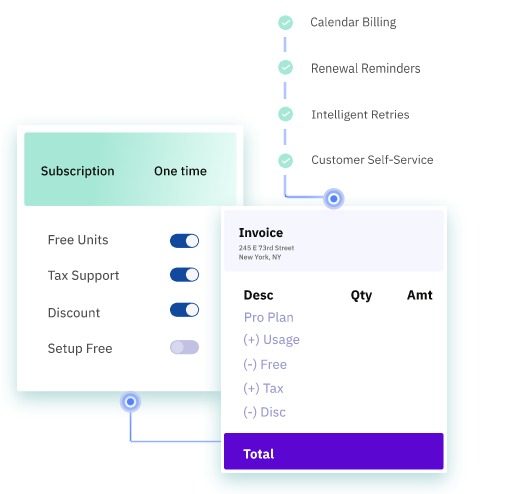 Calendar Billing
Renewal Reminders
Intelligent Retries
Customer Self-Service
Subscription One time
Free Units
Tax Support
Discount
Setup Free
Invoice
245 E 73rd Street
New York, NY
Desc Qty Amt
Pro Plan
(+) Usage
(-) Free
(+) Tax
(-) Disc
Total